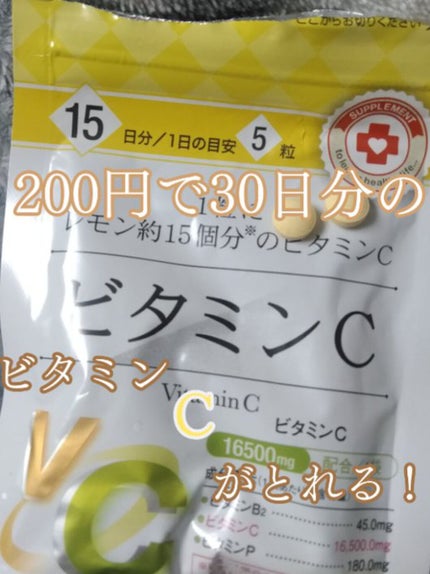 ここからお切りください
15日分/1日の目安5粒
SUPPLEMENT
200円で30日分の
レモン約15個分※のビタミンC
ビタミンC
ビタミン
Vitamin C
C
ビタミンC
16500mg
がとれる！
ビタミンB2 45.0mg
ビタミンC 16,500.0mg
ビタミンP 180.0mg